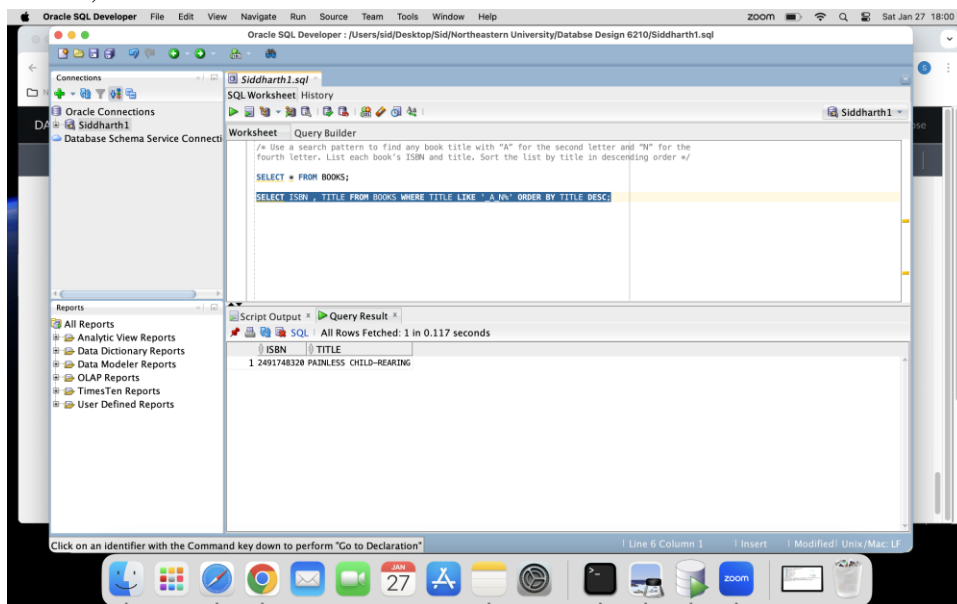 Oracle SQL Developer File Edit View Navigate Run Source Team Tools Window Help zoom Sat Jan 27 18:00
Oracle SQL Developer : /Users/sid/Desktop/Sid/Northeastern University/Databse Design 6210/Siddharth1.sql
Connections
Oracle Connections
Siddharth1
Database Schema Service Connecti
Siddharth1.sql
SQL Worksheet History
Siddharth1
Worksheet Query Builder
/* Use a search pattern to find any book title with "A" for the second letter and "N" for the
fourth letter. List each book's ISBN and title. Sort the list by title in descending order */
SELECT * FROM BOOKS;
SELECT ISBN , TITLE FROM BOOKS WHERE TITLE LIKE '_A_N%' ORDER BY TITLE DESC;
Reports
All Reports
Analytic View Reports
Data Dictionary Reports
Data Modeler Reports
OLAP Reports
TimesTen Reports
User Defined Reports
Script Output x Query Result x
SQL All Rows Fetched: 1 in 0.117 seconds
ISBN TITLE
1 2491748320 PAINLESS CHILD-REARING
Click on an identifier with the Command key down to perform "Go to Declaration"
Line 6 Column 1 Insert Modified Unix/Mac: LF
JAN
27
zoom